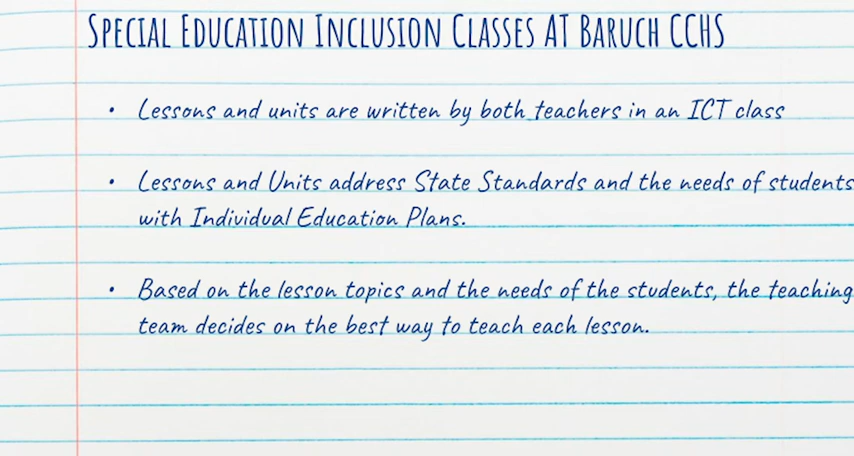 Special Education Inclusion Classes AT Baruch CCHS
• Lessons and units are written by both teachers in an ICT class
• Lessons and Units address State Standards and the needs of students
with Individual Education Plans.
• Based on the lesson topics and the needs of the students, the teaching
team decides on the best way to teach each lesson.